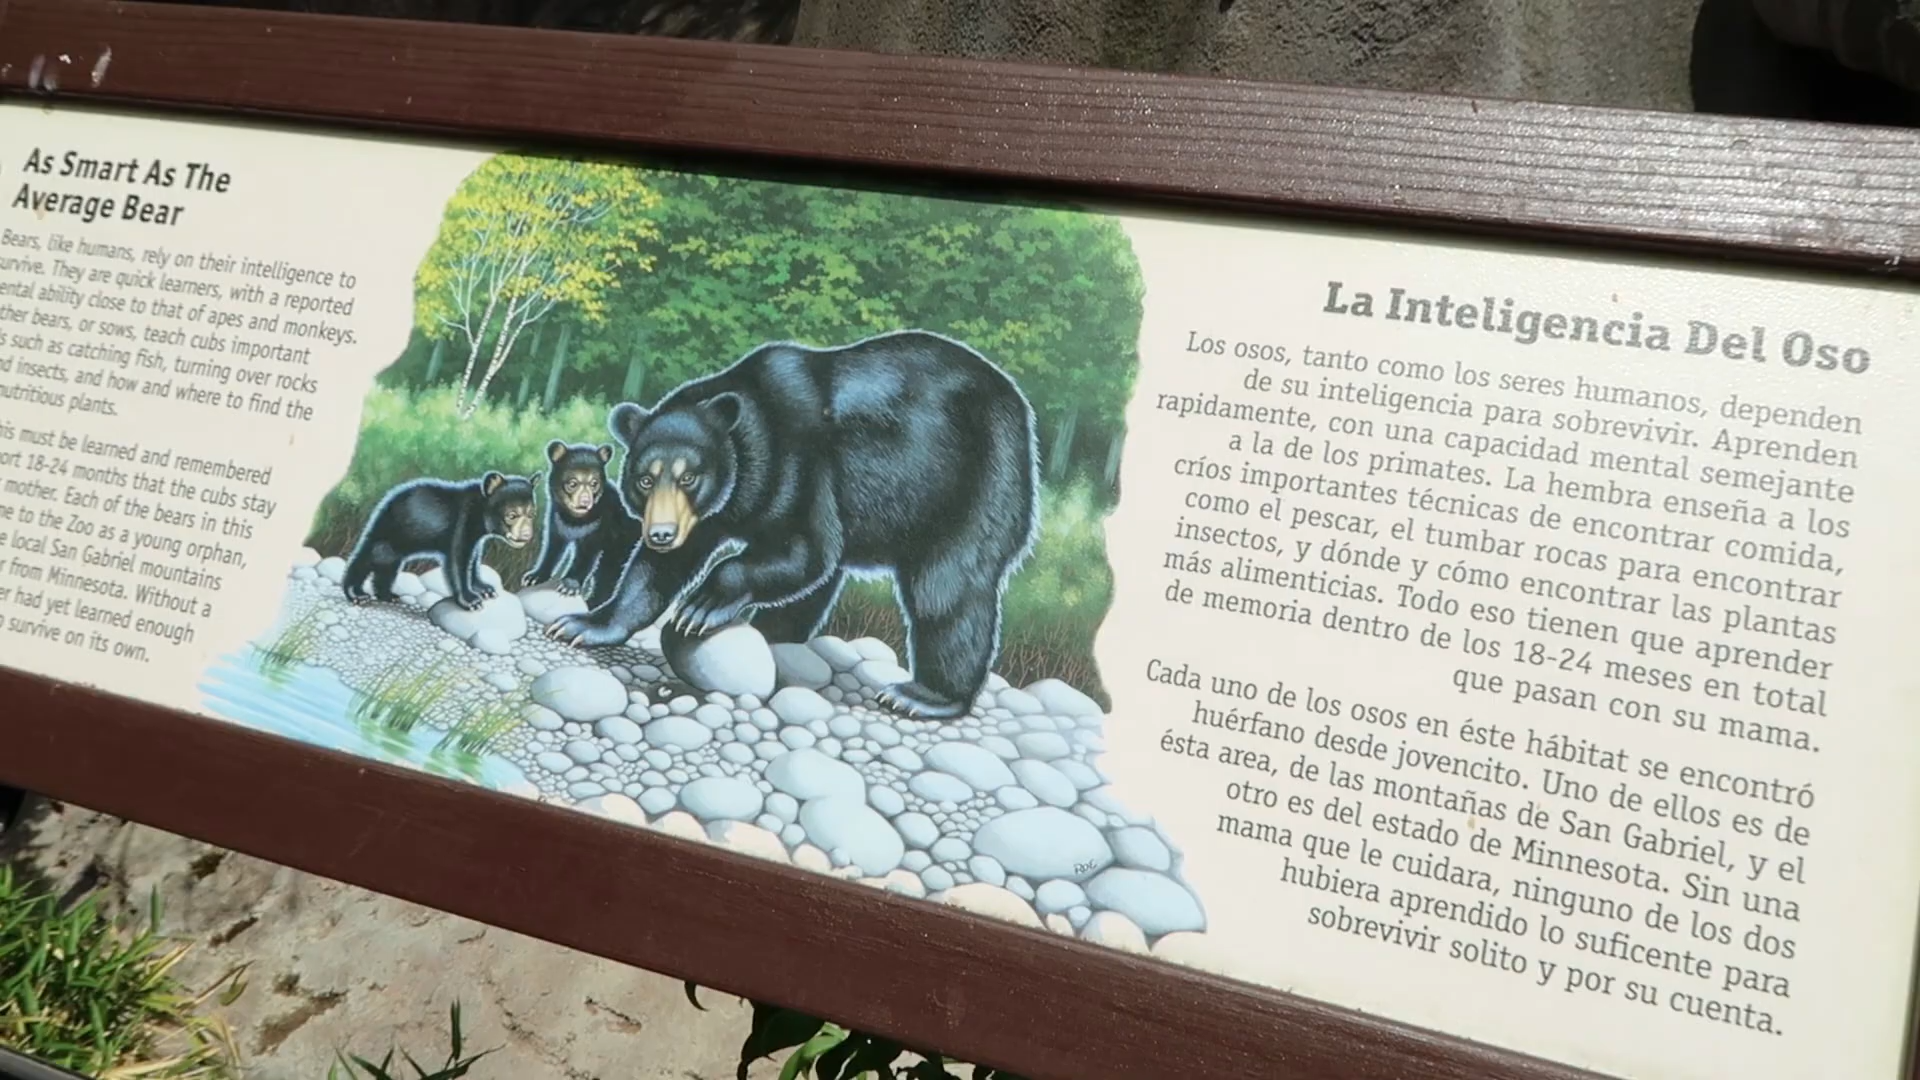 As Smart As The
Average Bear
Bears, like humans, rely on their intelligence to
They are quick learners, with a reported
ability close to that of apes and monkeys.
bears, or sows, teach cubs important
such as catching fish, turning over rocks
insects, and how and where to find the
nutritious plants.
must be learned and remembered
18-24 months that the cubs stay
mother. Each of the bears in this
to the Zoo as a young orphan,
local San Gabriel mountains
from Minnesota. Without a
had yet learned enough
survive on its own.
ROE
La Inteligencia Del Oso
Los osos, tanto como los seres humanos, dependen
de su inteligencia para sobrevivir. Aprenden
rapidamente, con una capacidad mental semejante
a la de los primates. La hembra enseña a los
críos importantes técnicas de encontrar comida,
como el pescar, el tumbar rocas para encontrar
insectos, y dónde y cómo encontrar las plantas
más alimenticias. Todo eso tienen que aprender
de memoria dentro de los 18-24 meses en total
que pasan con su mama.
Cada uno de los osos en éste hábitat se encontró
huérfano desde jovencito. Uno de ellos es de
ésta area, de las montañas de San Gabriel, y el
otro es del estado de Minnesota. Sin una
mama que le cuidara, ninguno de los dos
hubiera aprendido lo suficente para
sobrevivir solito y por su cuenta.